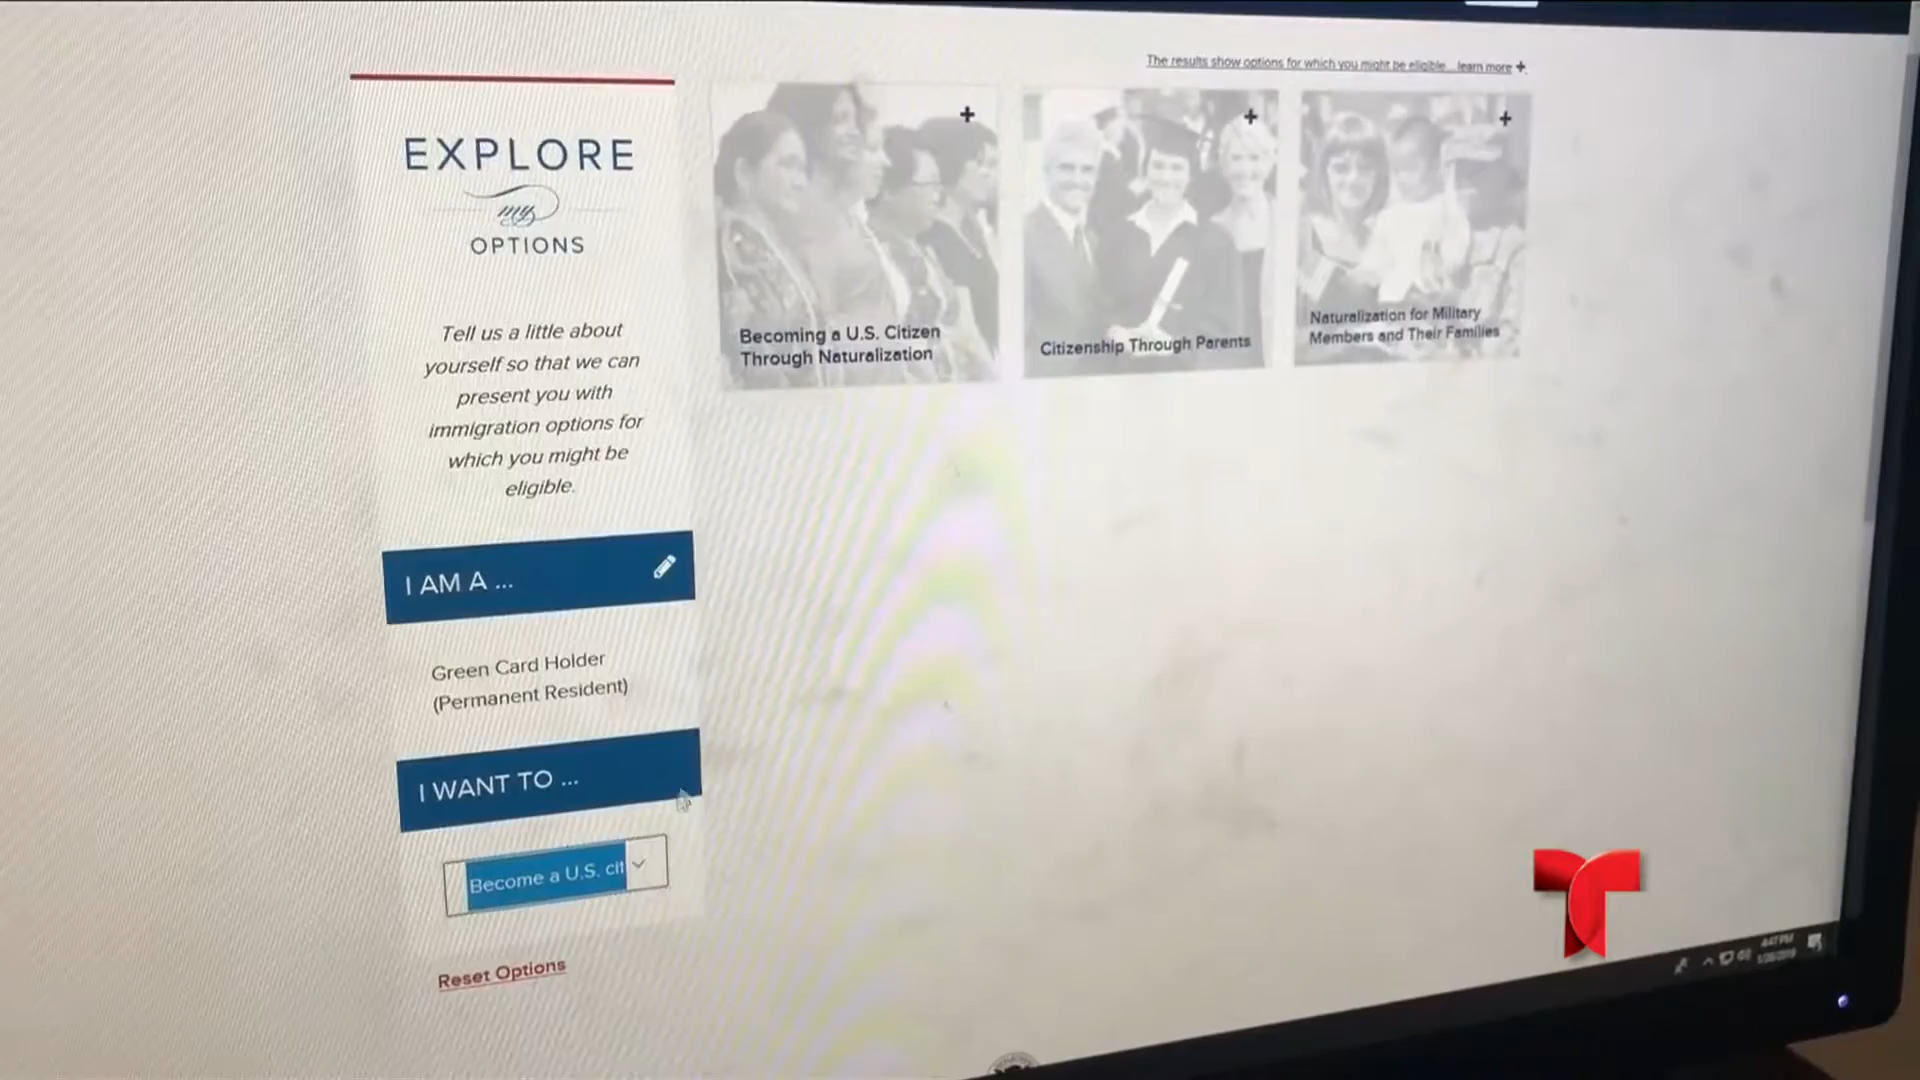 The results show options for which you might be eligible... learn more +
EXPLORE
my
OPTIONS
Tell us a little about
yourself so that we can
present you with
immigration options for
which you might be
eligible.
I AM A ...
Green Card Holder
(Permanent Resident)
I WANT TO ...
Become a U.S. cit
Reset Options
+
Becoming a U.S. Citizen
Through Naturalization
+
Citizenship Through Parents
+
Naturalization for Military
Members and Their Families
4:47 PM